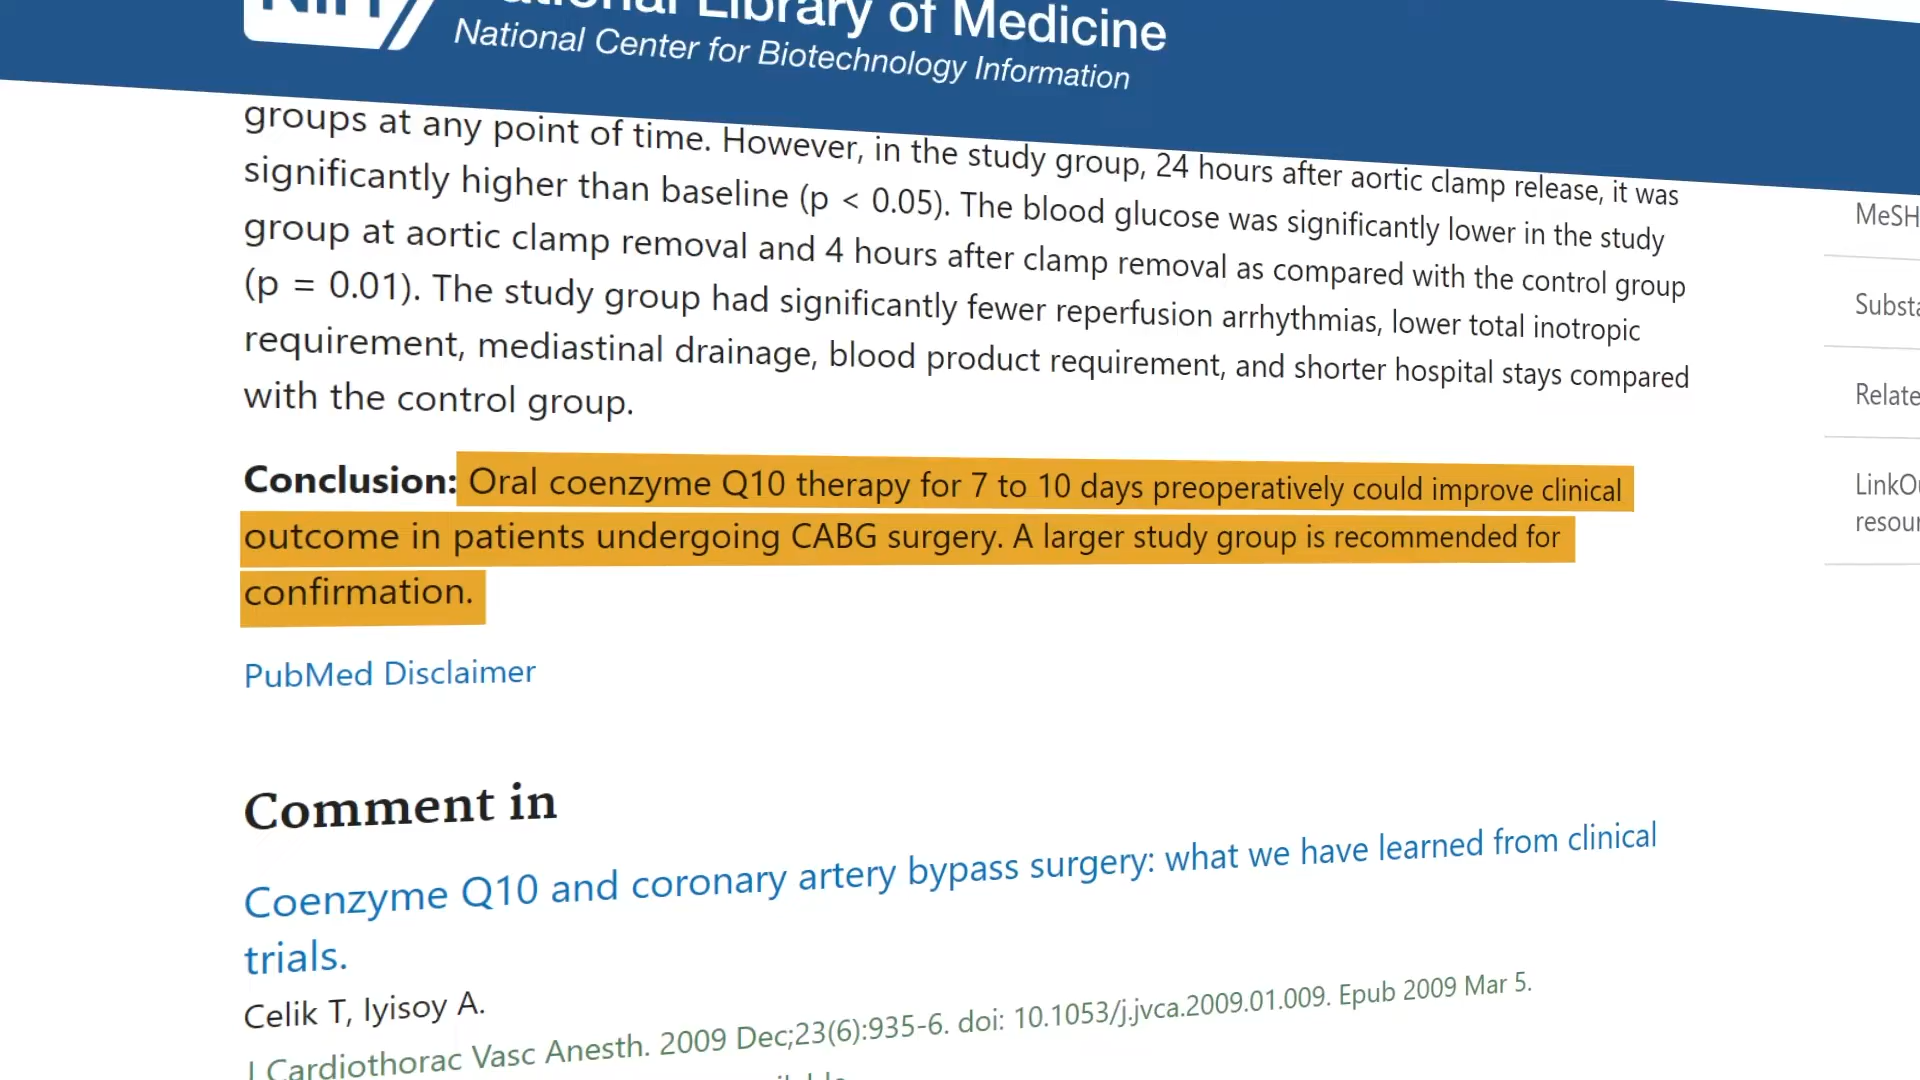 NIH National Library of Medicine
National Center for Biotechnology Information
groups at any point of time. However, in the study group, 24 hours after aortic clamp release, it was
significantly higher than baseline (p < 0.05). The blood glucose was significantly lower in the study
group at aortic clamp removal and 4 hours after clamp removal as compared with the control group
(p = 0.01). The study group had significantly fewer reperfusion arrhythmias, lower total inotropic
requirement, mediastinal drainage, blood product requirement, and shorter hospital stays compared
with the control group.
Conclusion: Oral coenzyme Q10 therapy for 7 to 10 days preoperatively could improve clinical
outcome in patients undergoing CABG surgery. A larger study group is recommended for
confirmation.
PubMed Disclaimer
Comment in
Coenzyme Q10 and coronary artery bypass surgery: what we have learned from clinical
trials.
Celik T, Iyisoy A.
J Cardiothorac Vasc Anesth. 2009 Dec;23(6):935-6. doi: 10.1053/j.jvca.2009.01.009. Epub 2009 Mar 5.
MeSH